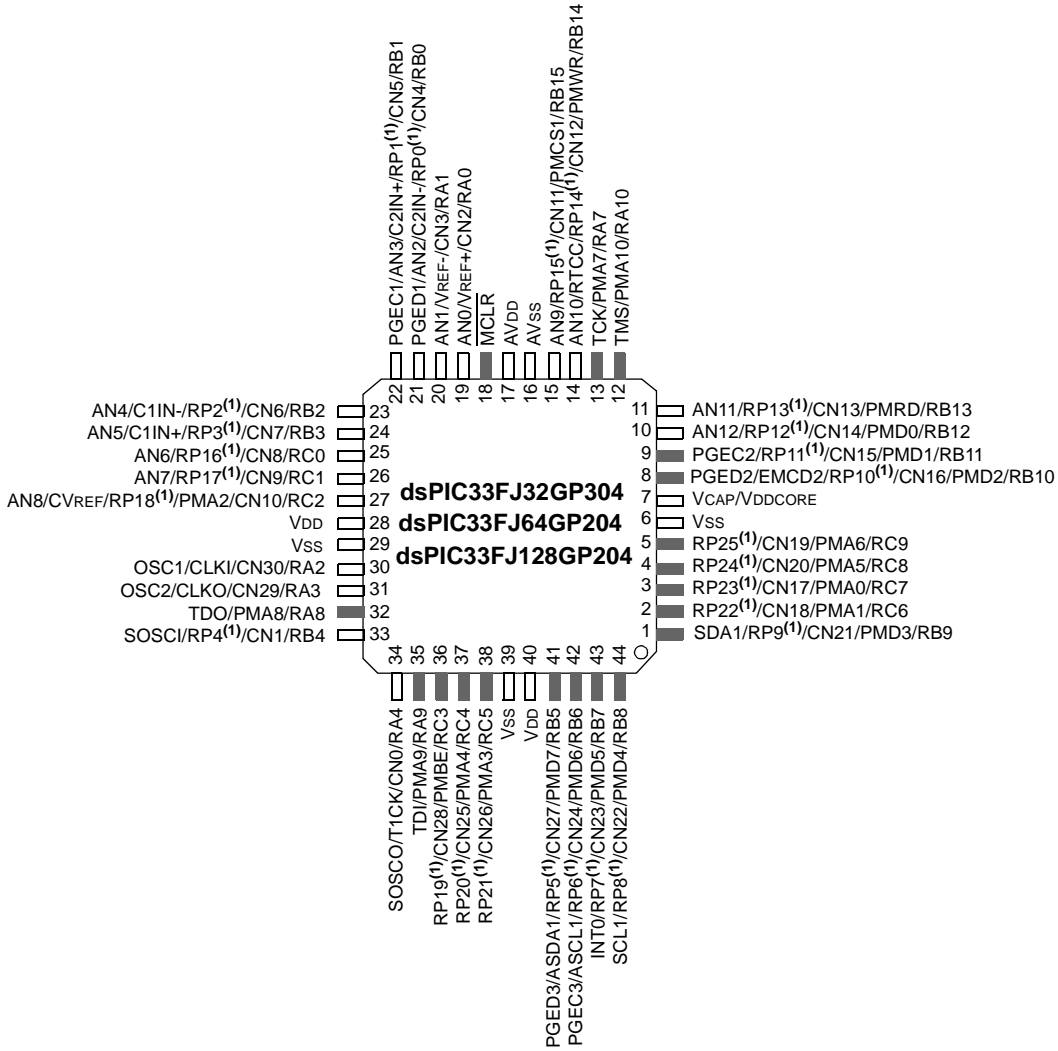 PGEC1/AN3/C2IN+/RP1(1)/CN5/RB1
PGED1/AN2/C2IN-/RP0(1)/CN4/RB0
AN1/VREF-/CN3/RA1
AN0/VREF+/CN2/RA0
MCLR
AVDD
AVSS
AN9/RP15(1)/CN11/PMCS1/RB15
AN10/RTCC/RP14(1)/CN12/PMWR/RB14
TCK/PMA7/RA7
TMS/PMA10/RA10
22 21 20 19 18 17 16 15 14 13 12
AN4/C1IN-/RP2(1)/CN6/RB2 23
AN5/C1IN+/RP3(1)/CN7/RB3 24
AN6/RP16(1)/CN8/RC0 25
AN7/RP17(1)/CN9/RC1 26
AN8/CVREF/RP18(1)/PMA2/CN10/RC2 27
VDD 28
VSS 29
OSC1/CLKI/CN30/RA2 30
OSC2/CLKO/CN29/RA3 31
TDO/PMA8/RA8 32
SOSCI/RP4(1)/CN1/RB4 33
dsPIC33FJ32GP304
dsPIC33FJ64GP204
dsPIC33FJ128GP204
11 AN11/RP13(1)/CN13/PMRD/RB13
10 AN12/RP12(1)/CN14/PMD0/RB12
9 PGEC2/RP11(1)/CN15/PMD1/RB11
8 PGED2/EMCD2/RP10(1)/CN16/PMD2/RB10
7 VCAP/VDDCORE
6 VSS
5 RP25(1)/CN19/PMA6/RC9
4 RP24(1)/CN20/PMA5/RC8
3 RP23(1)/CN17/PMA0/RC7
2 RP22(1)/CN18/PMA1/RC6
1 SDA1/RP9(1)/CN21/PMD3/RB9
34 35 36 37 38 39 40 41 42 43 44
SOSCO/T1CK/CN0/RA4
TDI/PMA9/RA9
RP19(1)/CN28/PMBE/RC3
RP20(1)/CN25/PMA4/RC4
RP21(1)/CN26/PMA3/RC5
VSS
VDD
PGED3/ASDA1/RP5(1)/CN27/PMD7/RB5
PGEC3/ASCL1/RP6(1)/CN24/PMD6/RB6
INT0/RP7(1)/CN23/PMD5/RB7
SCL1/RP8(1)/CN22/PMD4/RB8